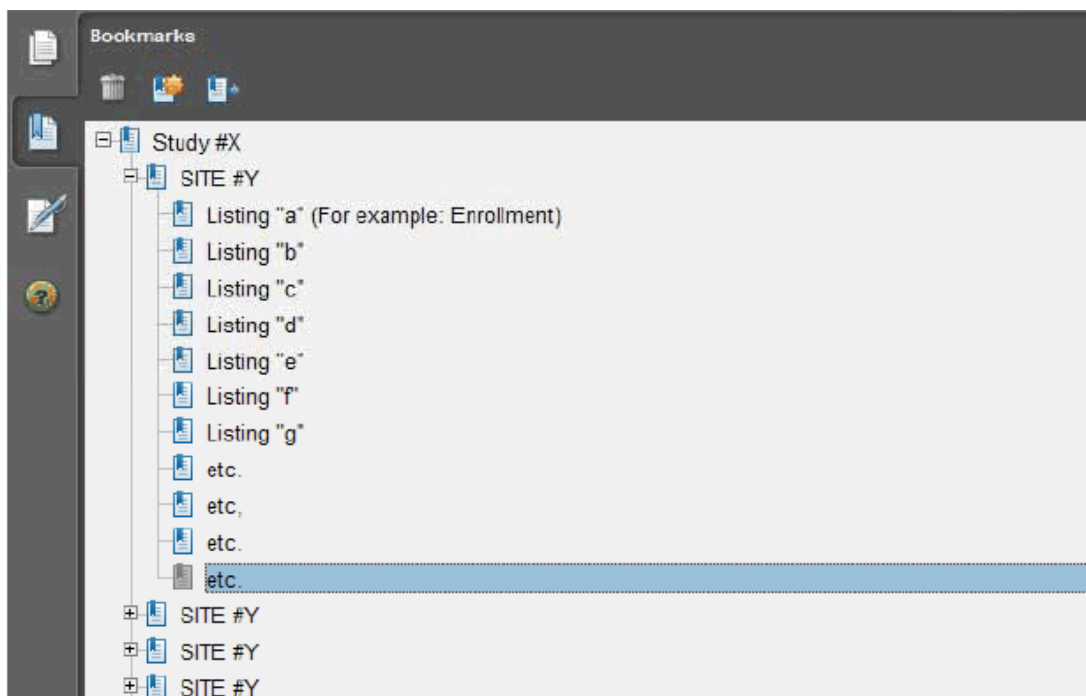 Bookmarks
Study #X
SITE #Y
Listing "a" (For example: Enrollment)
Listing "b"
Listing "c"
Listing "d"
Listing "e"
Listing "f"
Listing "g"
etc.
etc,
etc.
etc.
SITE #Y
SITE #Y
SITE #Y